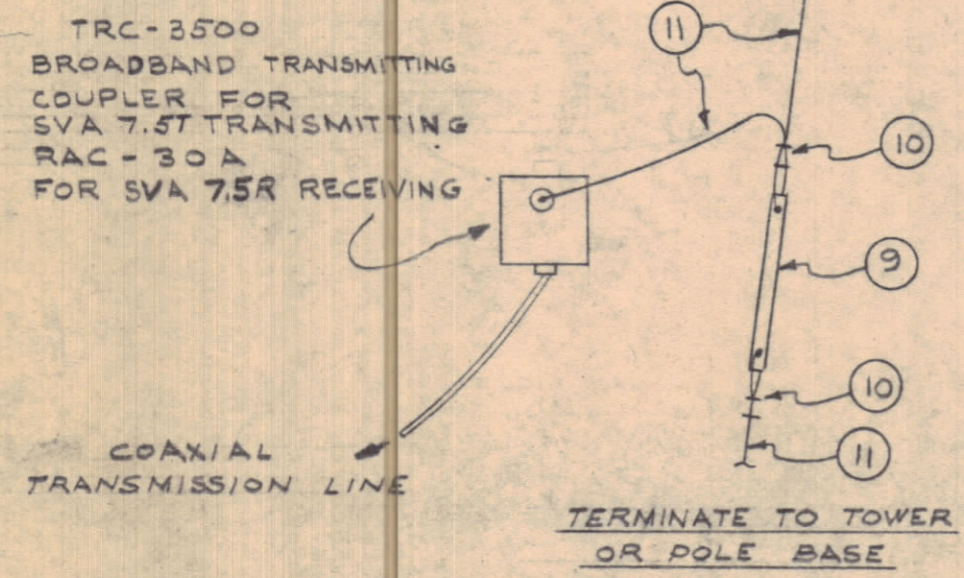 TRC-3500
BROADBAND TRANSMITTING
COUPLER FOR
SVA 7.5T TRANSMITTING
RAC-30A
FOR SVA 7.5R RECEIVING
11
10
9
10
11
COAXIAL
TRANSMISSION LINE
TERMINATE TO TOWER
OR POLE BASE